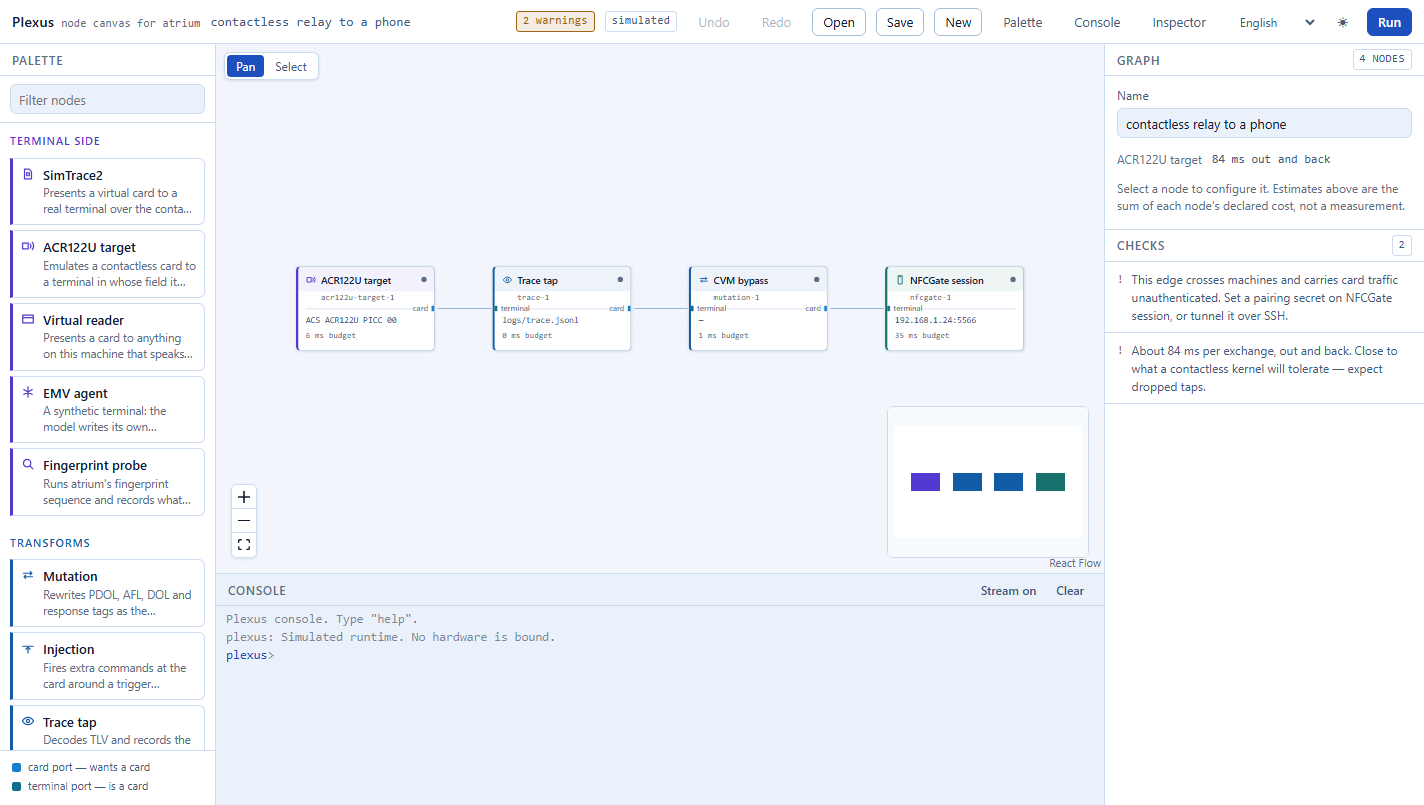 Plexus node canvas for atrium contactless relay to a phone
2 warnings simulated Undo Redo Open Save New Palette Console Inspector English Run
PALETTE
Filter nodes
TERMINAL SIDE
SimTrace2
Presents a virtual card to a
real terminal over the conta...
ACR122U target
Emulates a contactless card to
a terminal in whose field it...
Virtual reader
Presents a card to anything
on this machine that speaks...
EMV agent
A synthetic terminal: the
model writes its own...
Fingerprint probe
Runs atrium's fingerprint
sequence and records what...
TRANSFORMS
Mutation
Rewrites PDOL, AFL, DOL and
response tags as the...
Injection
Fires extra commands at the
card around a trigger...
Trace tap
Decodes TLV and records the
card port — wants a card
terminal port — is a card
Pan Select
ACR122U target
acr122u-target-1
card
ACS ACR122U PICC 00
6 ms budget
Trace tap
trace-1
terminal card
logs/trace.jsonl
0 ms budget
CVM bypass
mutation-1
terminal card
—
1 ms budget
NFCGate session
nfcgate-1
terminal
192.168.1.24:5566
35 ms budget
React Flow
CONSOLE
Stream on Clear
Plexus console. Type "help".
plexus: Simulated runtime. No hardware is bound.
plexus>
GRAPH
4 NODES
Name
contactless relay to a phone
ACR122U target 84 ms out and back
Select a node to configure it. Estimates above are the
sum of each node's declared cost, not a measurement.
CHECKS
2
! This edge crosses machines and carries card traffic
unauthenticated. Set a pairing secret on NFCGate
session, or tunnel it over SSH.
! About 84 ms per exchange, out and back. Close to
what a contactless kernel will tolerate — expect
dropped taps.